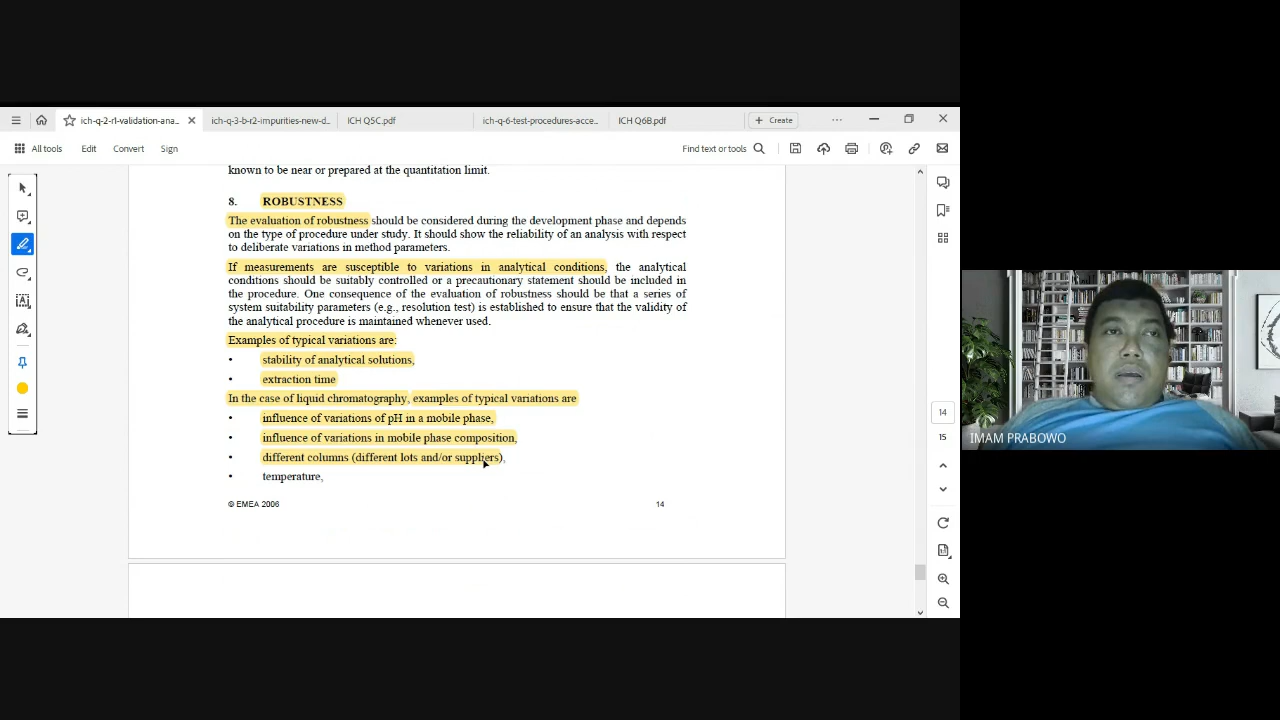 ich-q-2-r1-validation-ana...
ich-q-3-b-r2-impurities-new-d...
ICH Q5C.pdf
ich-q-6-test-procedures-acce...
ICH Q6B.pdf
Create
All tools
Edit
Convert
Sign
Find text or tools
known to be near or prepared at the quantitation limit.
8. ROBUSTNESS
The evaluation of robustness should be considered during the development phase and depends
on the type of procedure under study. It should show the reliability of an analysis with respect
to deliberate variations in method parameters.
If measurements are susceptible to variations in analytical conditions, the analytical
conditions should be suitably controlled or a precautionary statement should be included in
the procedure. One consequence of the evaluation of robustness should be that a series of
system suitability parameters (e.g., resolution test) is established to ensure that the validity of
the analytical procedure is maintained whenever used.
Examples of typical variations are:
• stability of analytical solutions,
• extraction time
In the case of liquid chromatography, examples of typical variations are
• influence of variations of pH in a mobile phase,
• influence of variations in mobile phase composition,
• different columns (different lots and/or suppliers),
• temperature,
© EMEA 2006
14
14
15
IMAM PRABOWO